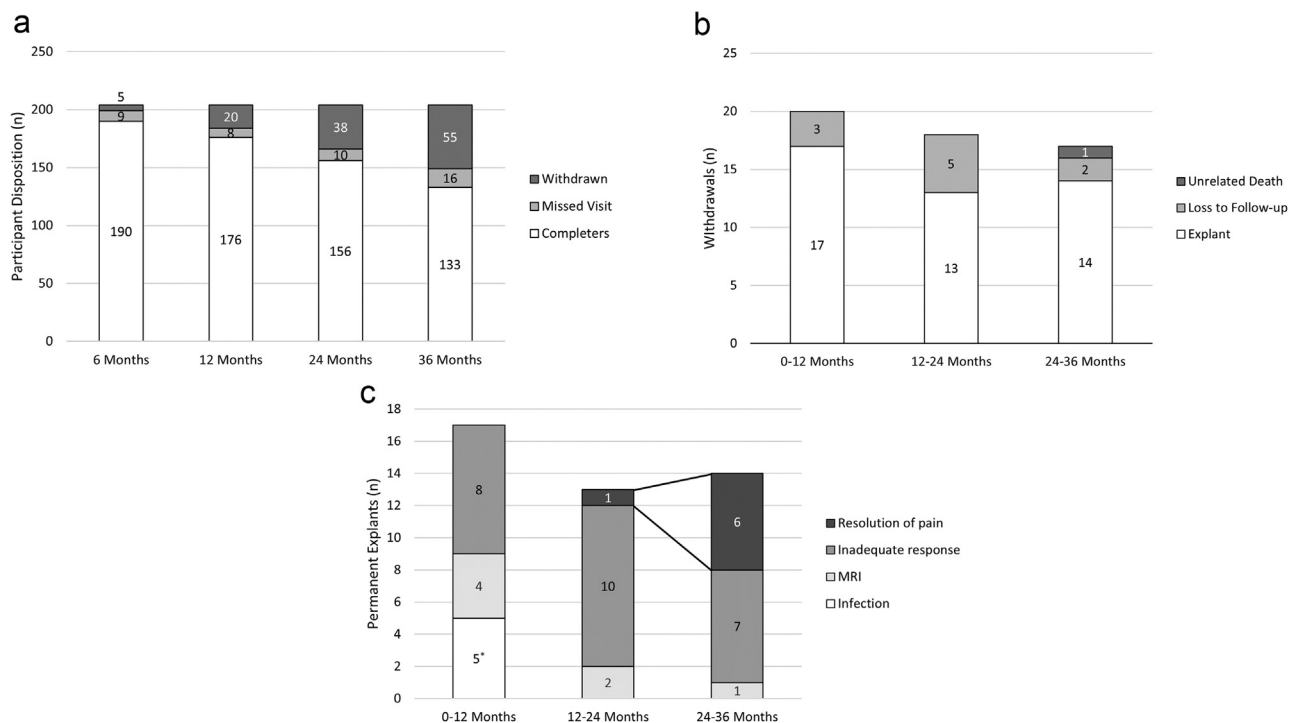 a
250
200
150
100
50
0
Participant Disposition (n)
5
9
190
20
8
176
38
10
156
55
16
133
6 Months
12 Months
24 Months
36 Months
Withdrawn
Missed Visit
Completers
b
25
20
15
10
5
0
Withdrawals (n)
3
17
5
13
1
2
14
0-12 Months
12-24 Months
24-36 Months
Unrelated Death
Loss to Follow-up
Explant
c
18
16
14
12
10
8
6
4
2
0
Permanent Explants (n)
8
4
5*
1
10
2
6
7
1
0-12 Months
12-24 Months
24-36 Months
Resolution of pain
Inadequate response
MRI
Infection